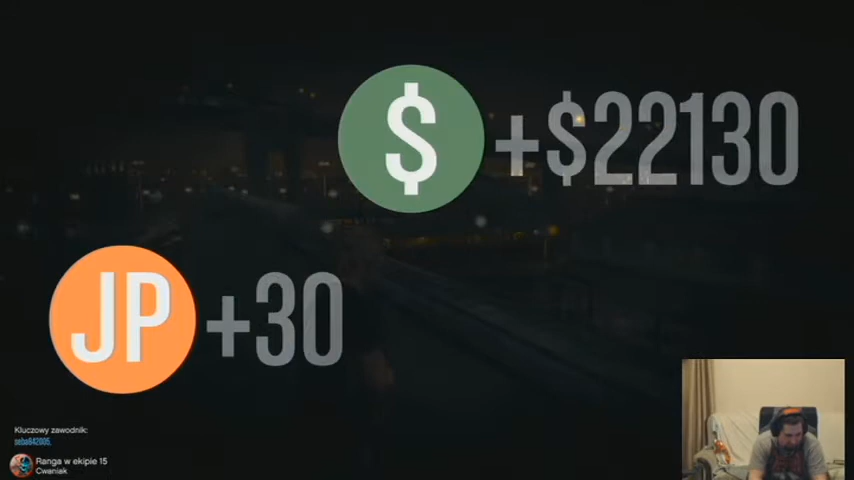 $ +$22130
JP +30
Kluczowy zawodnik:
seba842005,
Ranga w ekipie 15
Cwaniak